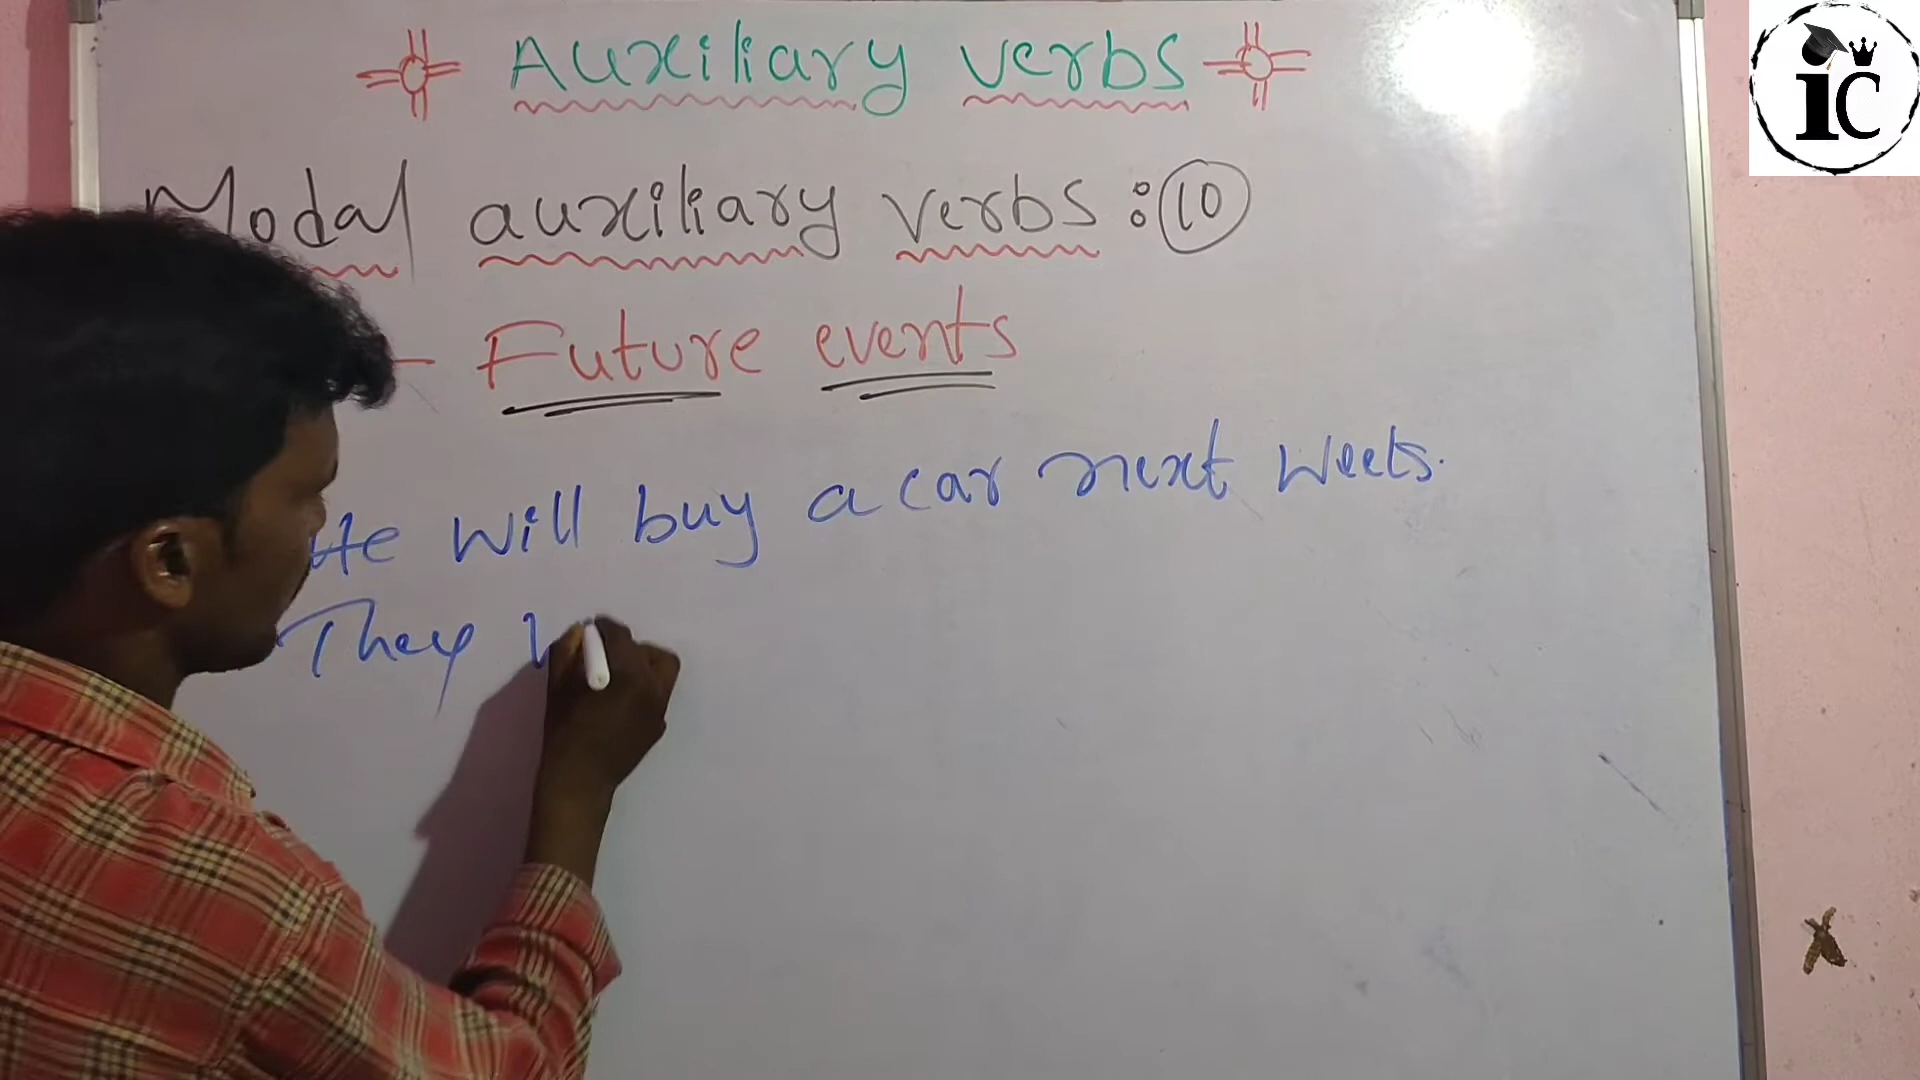 Auxiliary verbs
Modal auxiliary verbs : 10
- Future events
He will buy a car next week.
They
iC